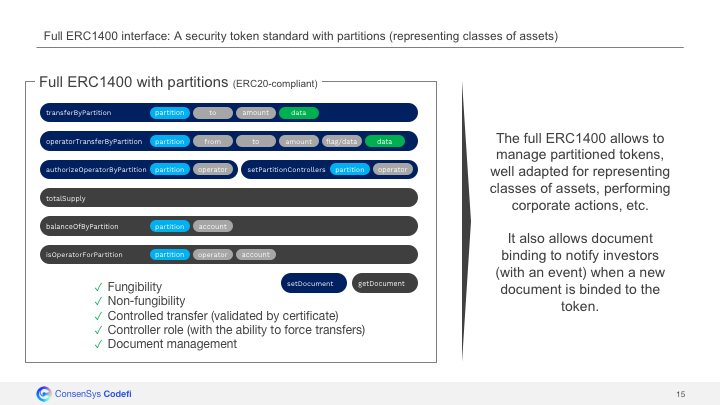 Full ERC1400 interface: A security token standard with partitions (representing classes of assets)
Full ERC1400 with partitions (ERC20-compliant)
transferByPartition partition to amount data
operatorTransferByPartition partition from to amount flag/data data
authorizeOperatorByPartition partition operator setPartitionControllers partition operator
totalSupply
balanceOfByPartition partition account
isOperatorForPartition partition operator account
setDocument getDocument
✓ Fungibility
✓ Non-fungibility
✓ Controlled transfer (validated by certificate)
✓ Controller role (with the ability to force transfers)
✓ Document management
The full ERC1400 allows to
manage partitioned tokens,
well adapted for representing
classes of assets, performing
corporate actions, etc.
It also allows document
binding to notify investors
(with an event) when a new
document is binded to the
token.
ConsenSys Codefi
15